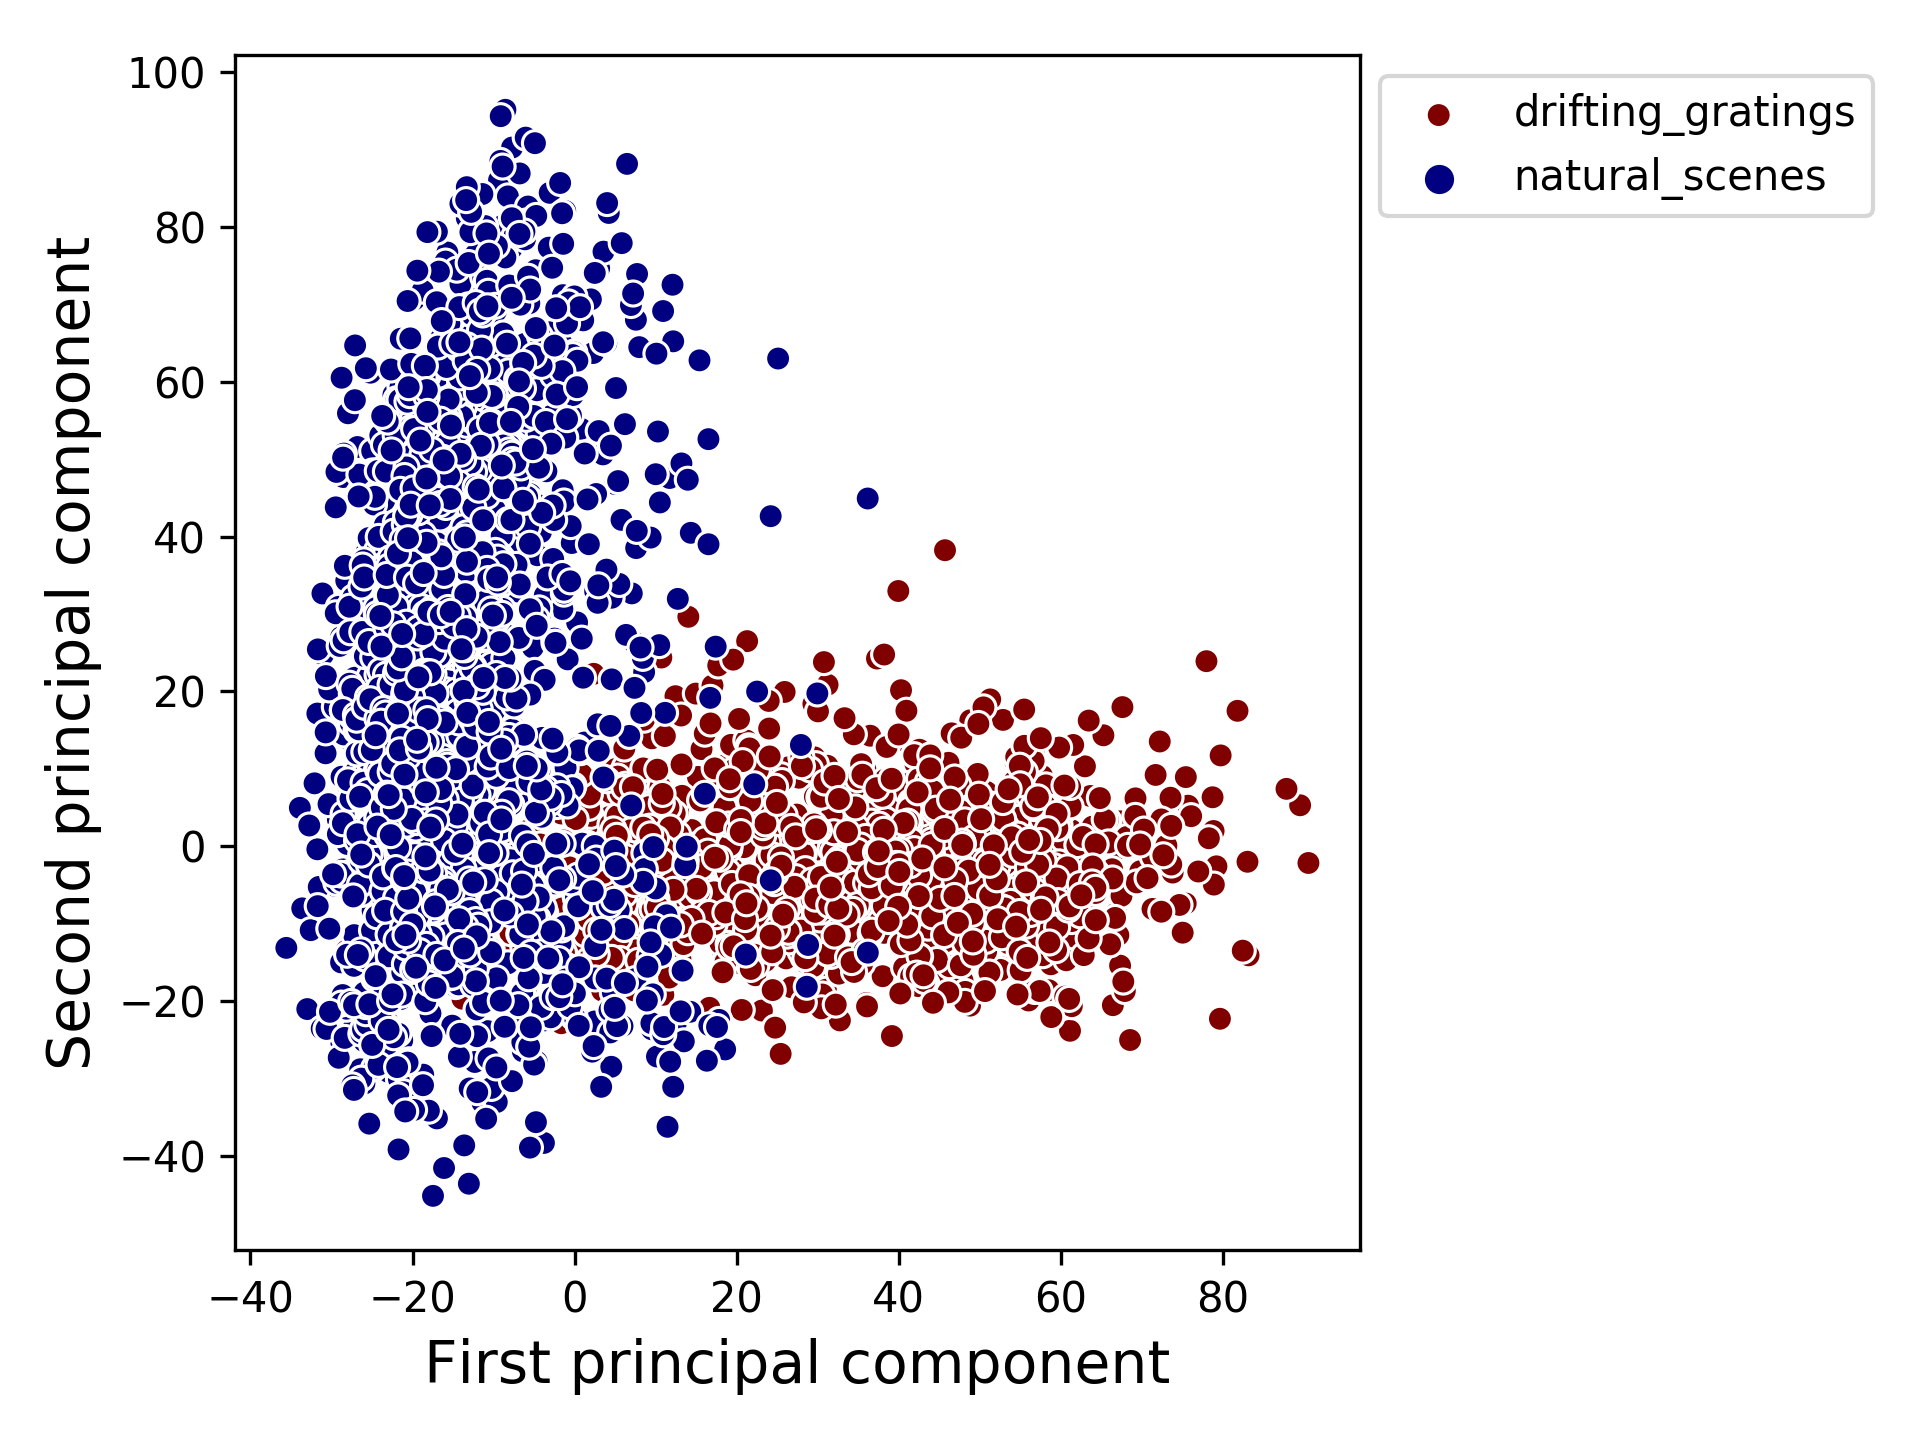 100
80
60
40
20
0
−20
−40
Second principal component
−40 −20 0 20 40 60 80
First principal component
drifting_gratings
natural_scenes